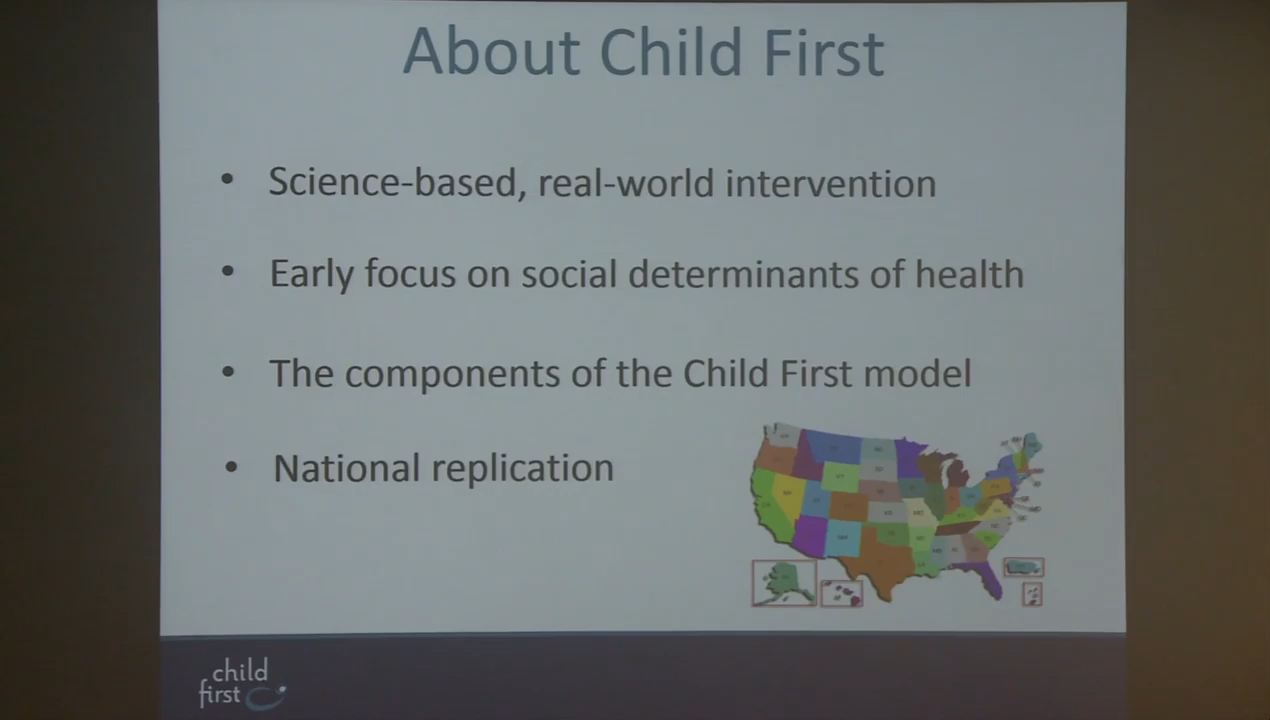 About Child First
• Science-based, real-world intervention
• Early focus on social determinants of health
• The components of the Child First model
• National replication
child
first